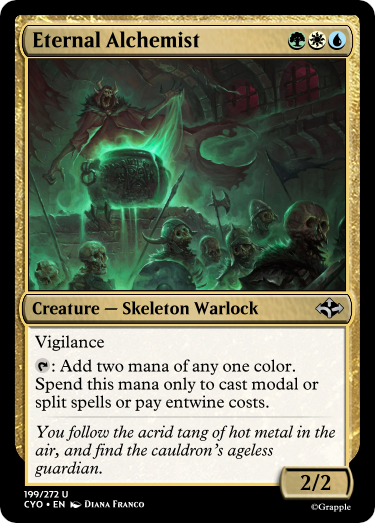 Eternal Alchemist
Creature — Skeleton Warlock
Vigilance
: Add two mana of any one color.
Spend this mana only to cast modal or
split spells or pay entwine costs.
You follow the acrid tang of hot metal in the
air, and find the cauldron's ageless
guardian.
2/2
199/272 U
CYO • EN Diana Franco
©Grapple